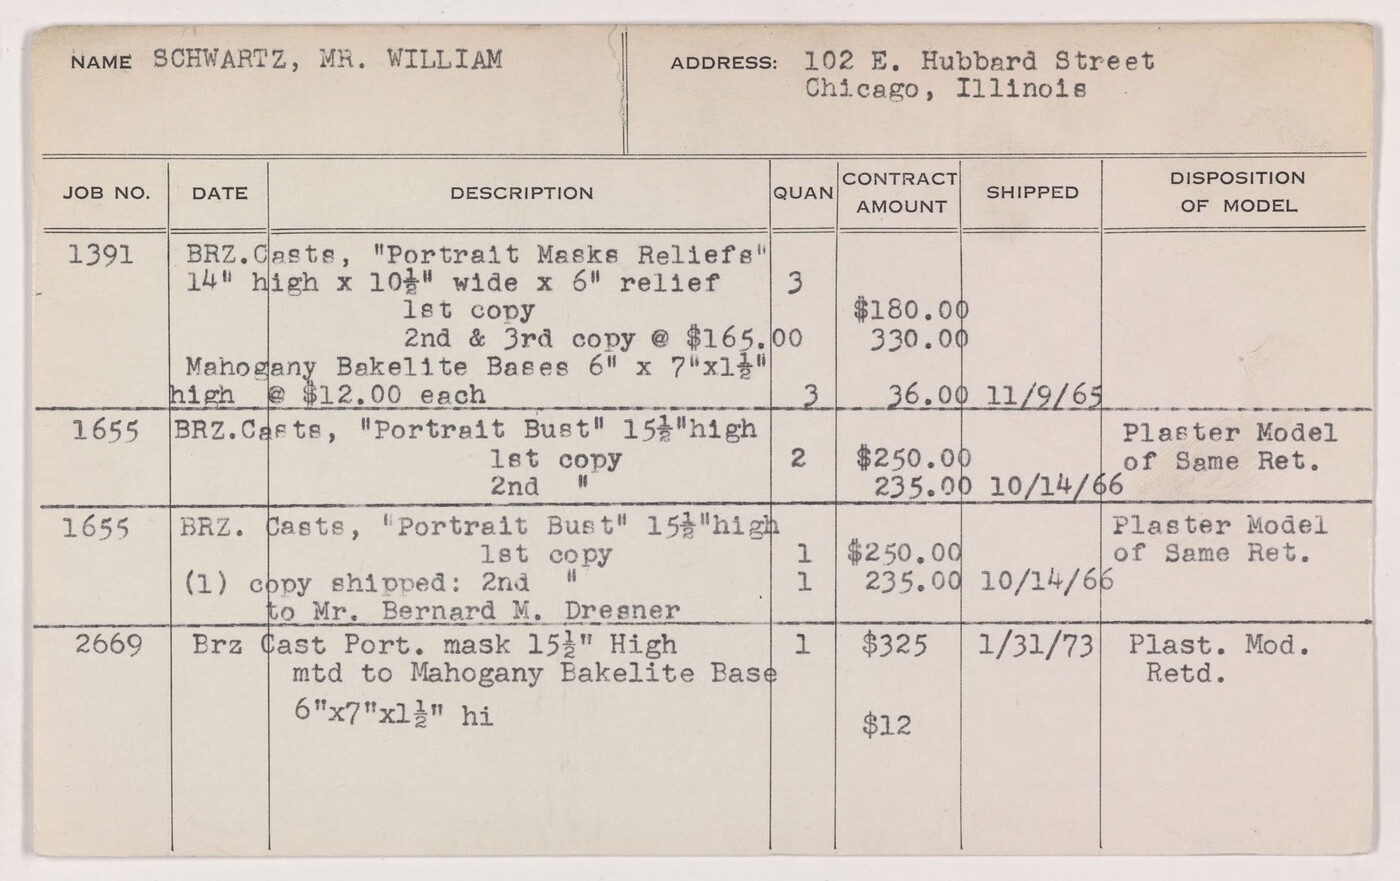 NAME SCHWARTZ, MR. WILLIAM ADDRESS: 102 E. Hubbard Street
Chicago, Illinois
JOB NO. DATE DESCRIPTION QUAN CONTRACT AMOUNT SHIPPED DISPOSITION OF MODEL
1391 BRZ.Casts, "Portrait Masks Reliefs"
14" high x 10½" wide x 6" relief 3
1st copy $180.00
2nd & 3rd copy @ $165.00 330.00
Mahogany Bakelite Bases 6" x 7"x1½"
high @ $12.00 each 3 36.00 11/9/65
1655 BRZ.Casts, "Portrait Bust" 15½"high Plaster Model
1st copy 2 $250.00 of Same Ret.
2nd " 235.00 10/14/66
1655 BRZ. Casts, "Portrait Bust" 15½"high Plaster Model
1st copy 1 $250.00 of Same Ret.
(1) copy shipped: 2nd " 1 235.00 10/14/66
to Mr. Bernard M. Dresner
2669 Brz Cast Port. mask 15½" High 1 $325 1/31/73 Plast. Mod.
mtd to Mahogany Bakelite Base Retd.
6"x7"x1½" hi $12